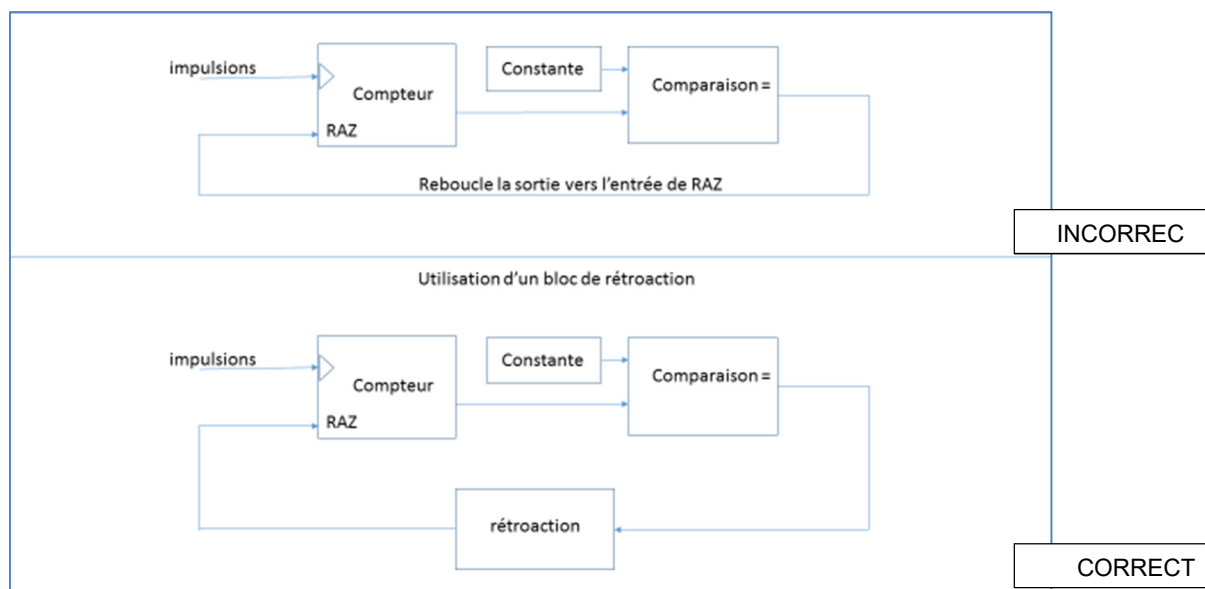 impulsions
Constante
Comparaison =
Compteur
RAZ
Reboucle la sortie vers l'entrée de RAZ
INCORREC
Utilisation d'un bloc de rétroaction
impulsions
Constante
Comparaison =
Compteur
RAZ
rétroaction
CORRECT